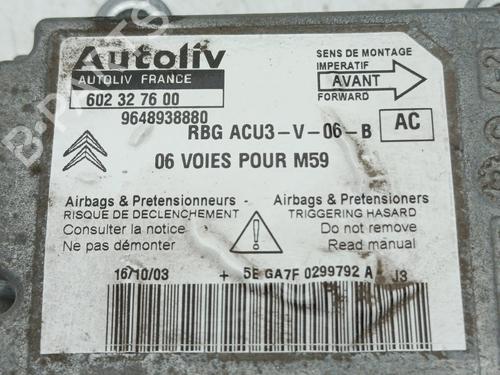 Autoliv
AUTOLIV FRANCE
602 32 76 00
9648938880
SENS DE MONTAGE
IMPERATIF
AVANT
FORWARD
RBG ACU3-V-06-B
AC
06 VOIES POUR M59
Airbags & Pretensionneurs
RISQUE DE DECLENCHEMENT
Consulter la notice
Ne pas démonter
Airbags & Pretensioners
TRIGGERING HASARD
Do not remove
Read manual
16/10/03 + 5E GA7F 0299792 A J3